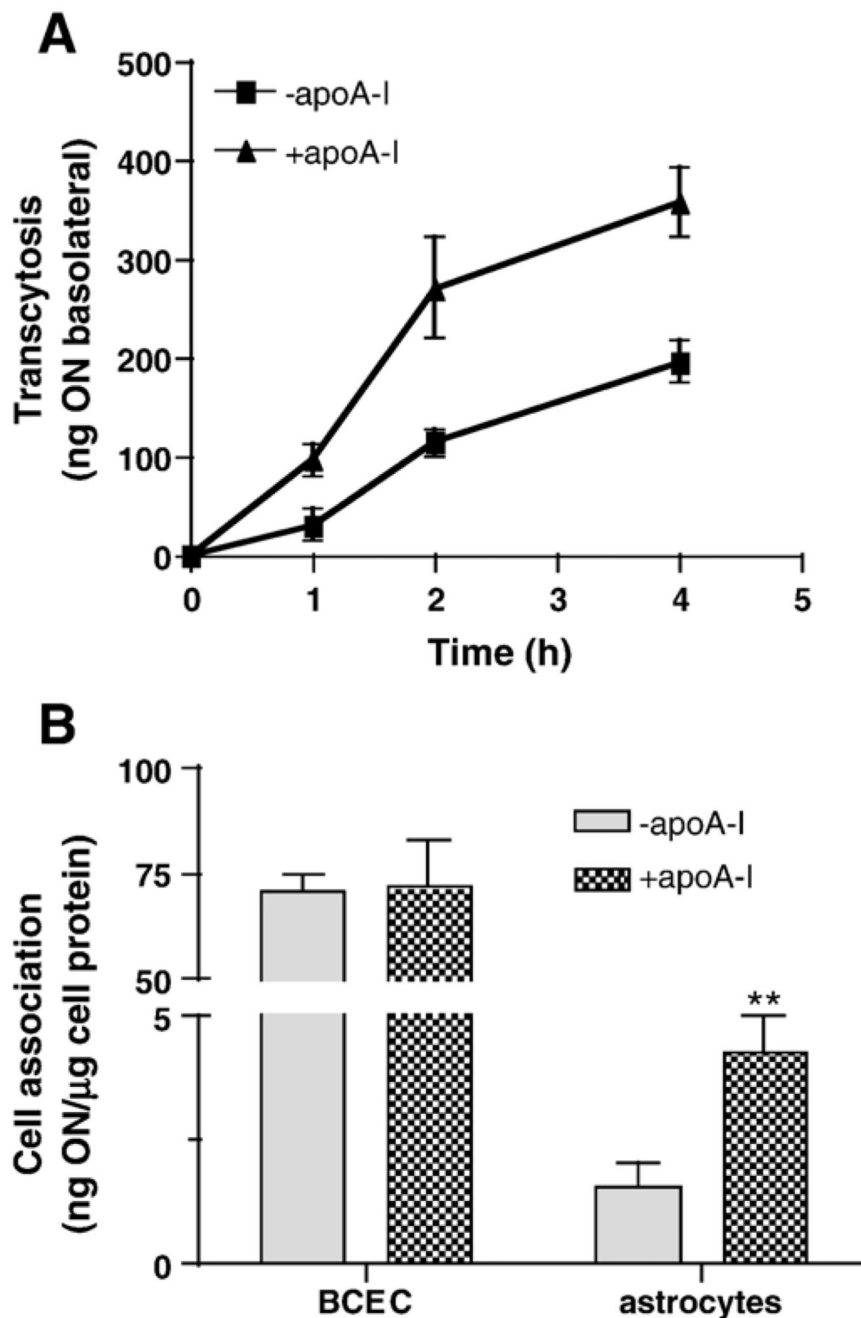 A
Transcytosis
(ng ON basolateral)
500
400
300
200
100
0
-apoA-I
+apoA-I
0 1 2 3 4 5
Time (h)
B
Cell association
(ng ON/μg cell protein)
100
75
50
5
0
-apoA-I
+apoA-I
**
BCEC astrocytes